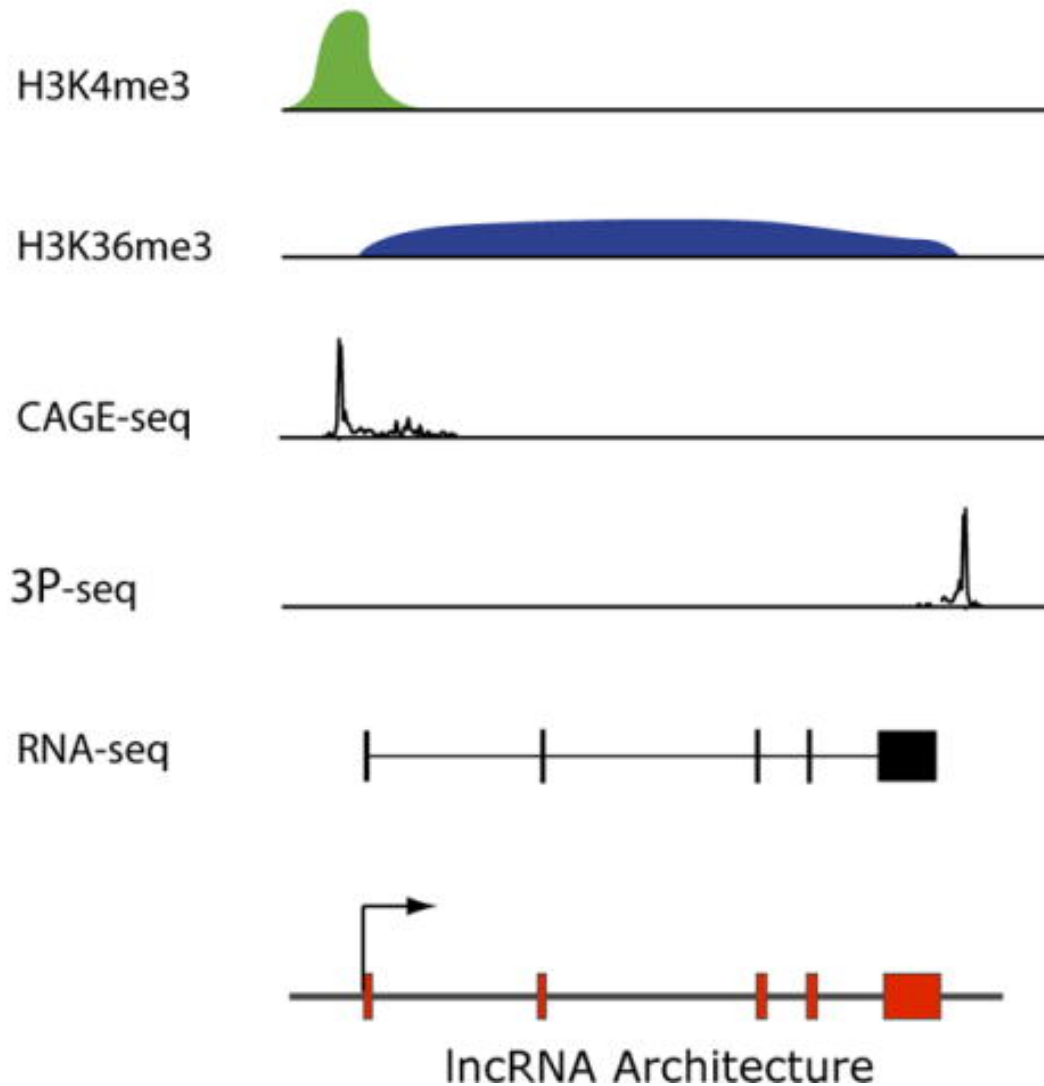 H3K4me3
H3K36me3
CAGE-seq
3P-seq
RNA-seq
lncRNA Architecture